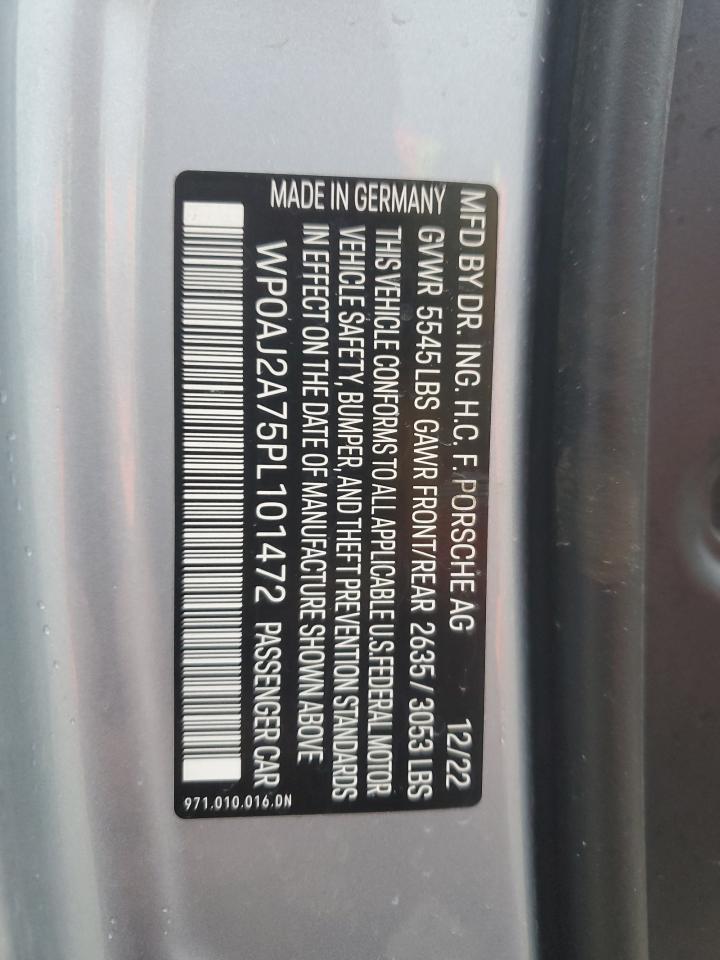 MFD BY DR. ING. H.C. F. PORSCHE AG 12/22
GVWR 5545 LBS GAWR FRONT/REAR 2635 / 3053 LBS
THIS VEHICLE CONFORMS TO ALL APPLICABLE U.S.FEDERAL MOTOR
VEHICLE SAFETY, BUMPER, AND THEFT PREVENTION STANDARDS
IN EFFECT ON THE DATE OF MANUFACTURE SHOWN ABOVE
MADE IN GERMANY
WP0AJ2A75PL101472 PASSENGER CAR
971.010.016.DN